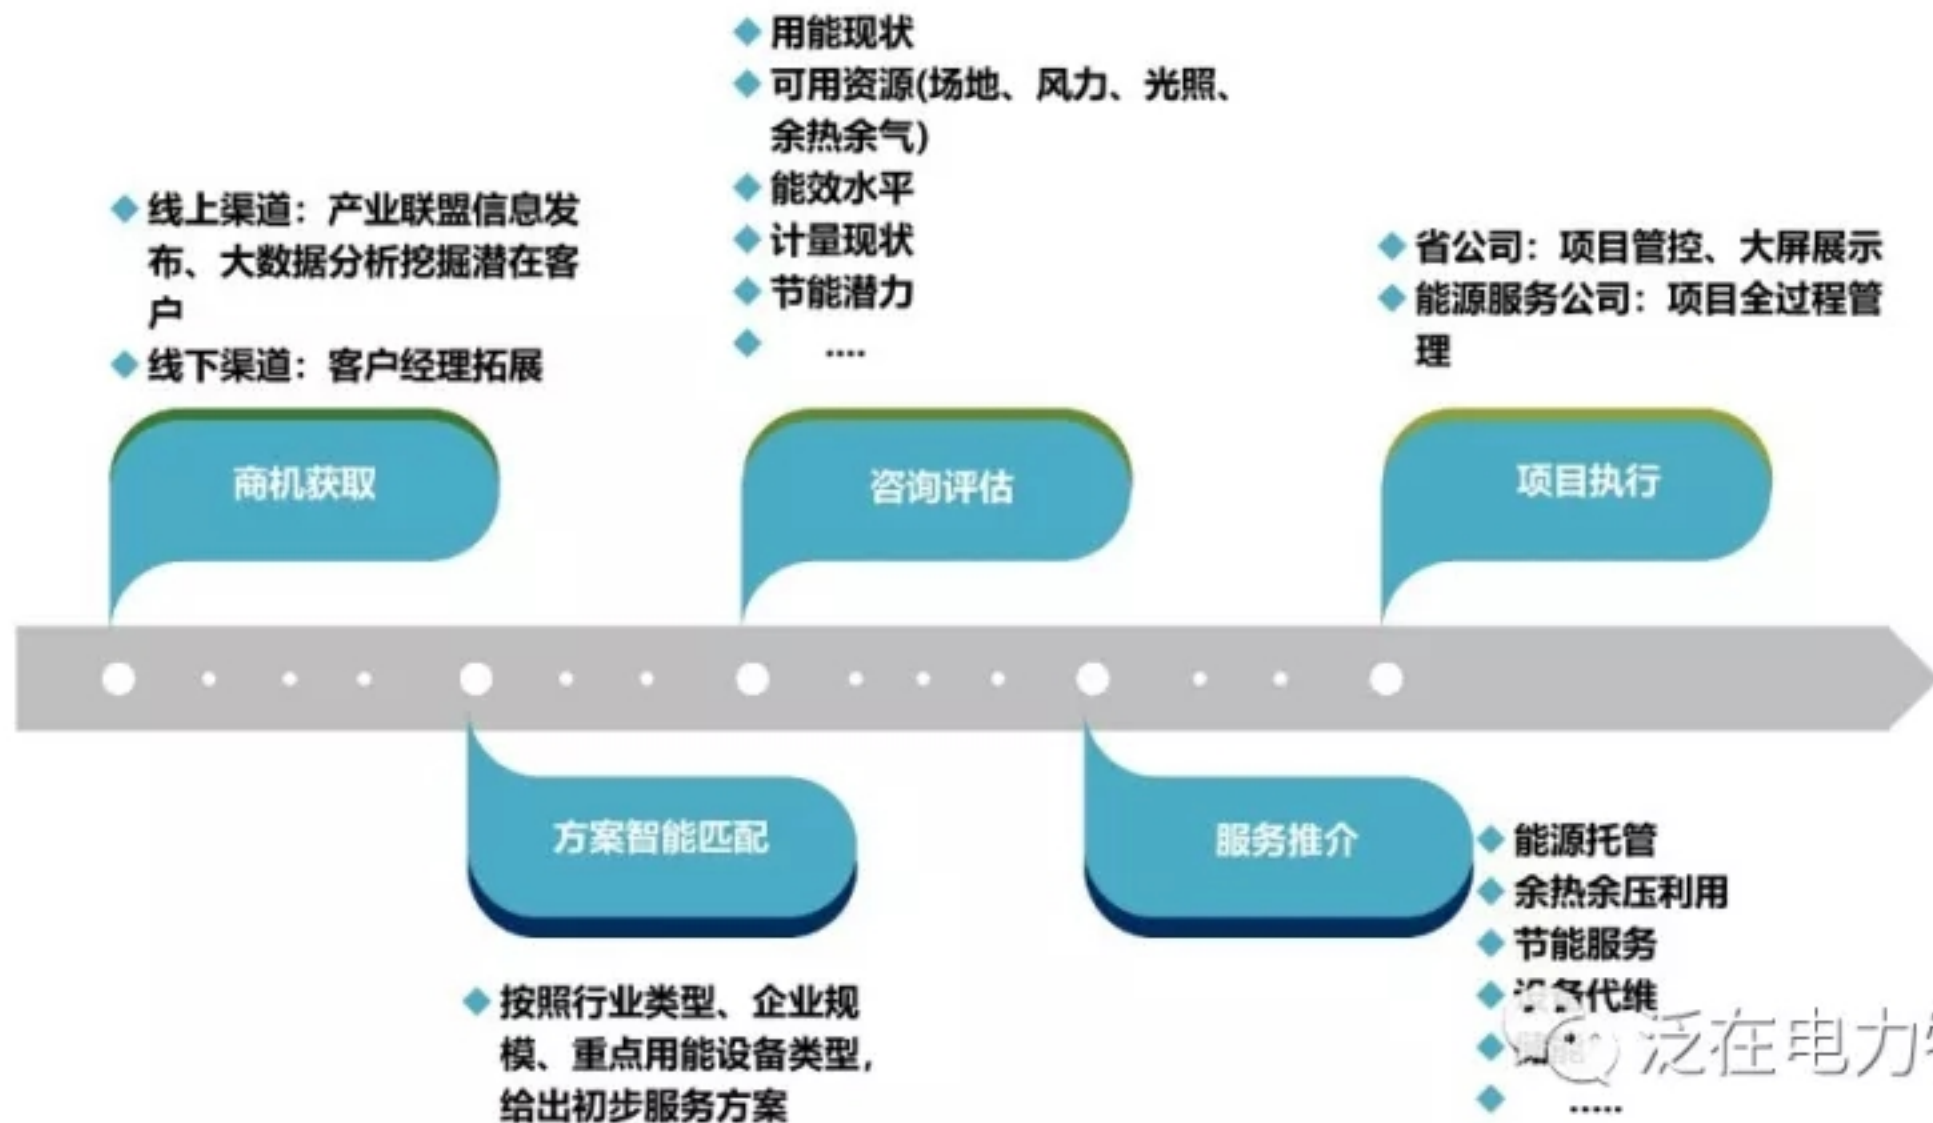 线上渠道：产业联盟信息发
布、大数据分析挖掘潜在客
户
线下渠道：客户经理拓展
商机获取
按照行业类型、企业规
模、重点用能设备类型，
给出初步服务方案
方案智能匹配
用能现状
可用资源(场地、风力、光照、
余热余气)
能效水平
计量现状
节能潜力
....
咨询评估
服务推介
能源托管
余热余压利用
节能服务
设备代维
.....
省公司：项目管控、大屏展示
能源服务公司：项目全过程管
理
项目执行
泛在电力